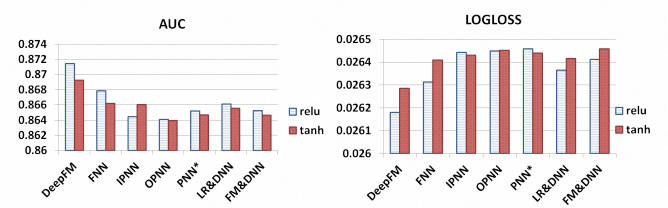 AUC
0.874
0.872
0.87
0.868
0.866
0.864
0.862
0.86
relu
tanh
DeepFM
FNN
IPNN
OPNN
PNN*
LR&DNN
FM&DNN
LOGLOSS
0.0265
0.0264
0.0263
0.0262
0.0261
0.026
relu
tanh
DeepFM
FNN
IPNN
OPNN
PNN*
LR&DNN
FM&DNN